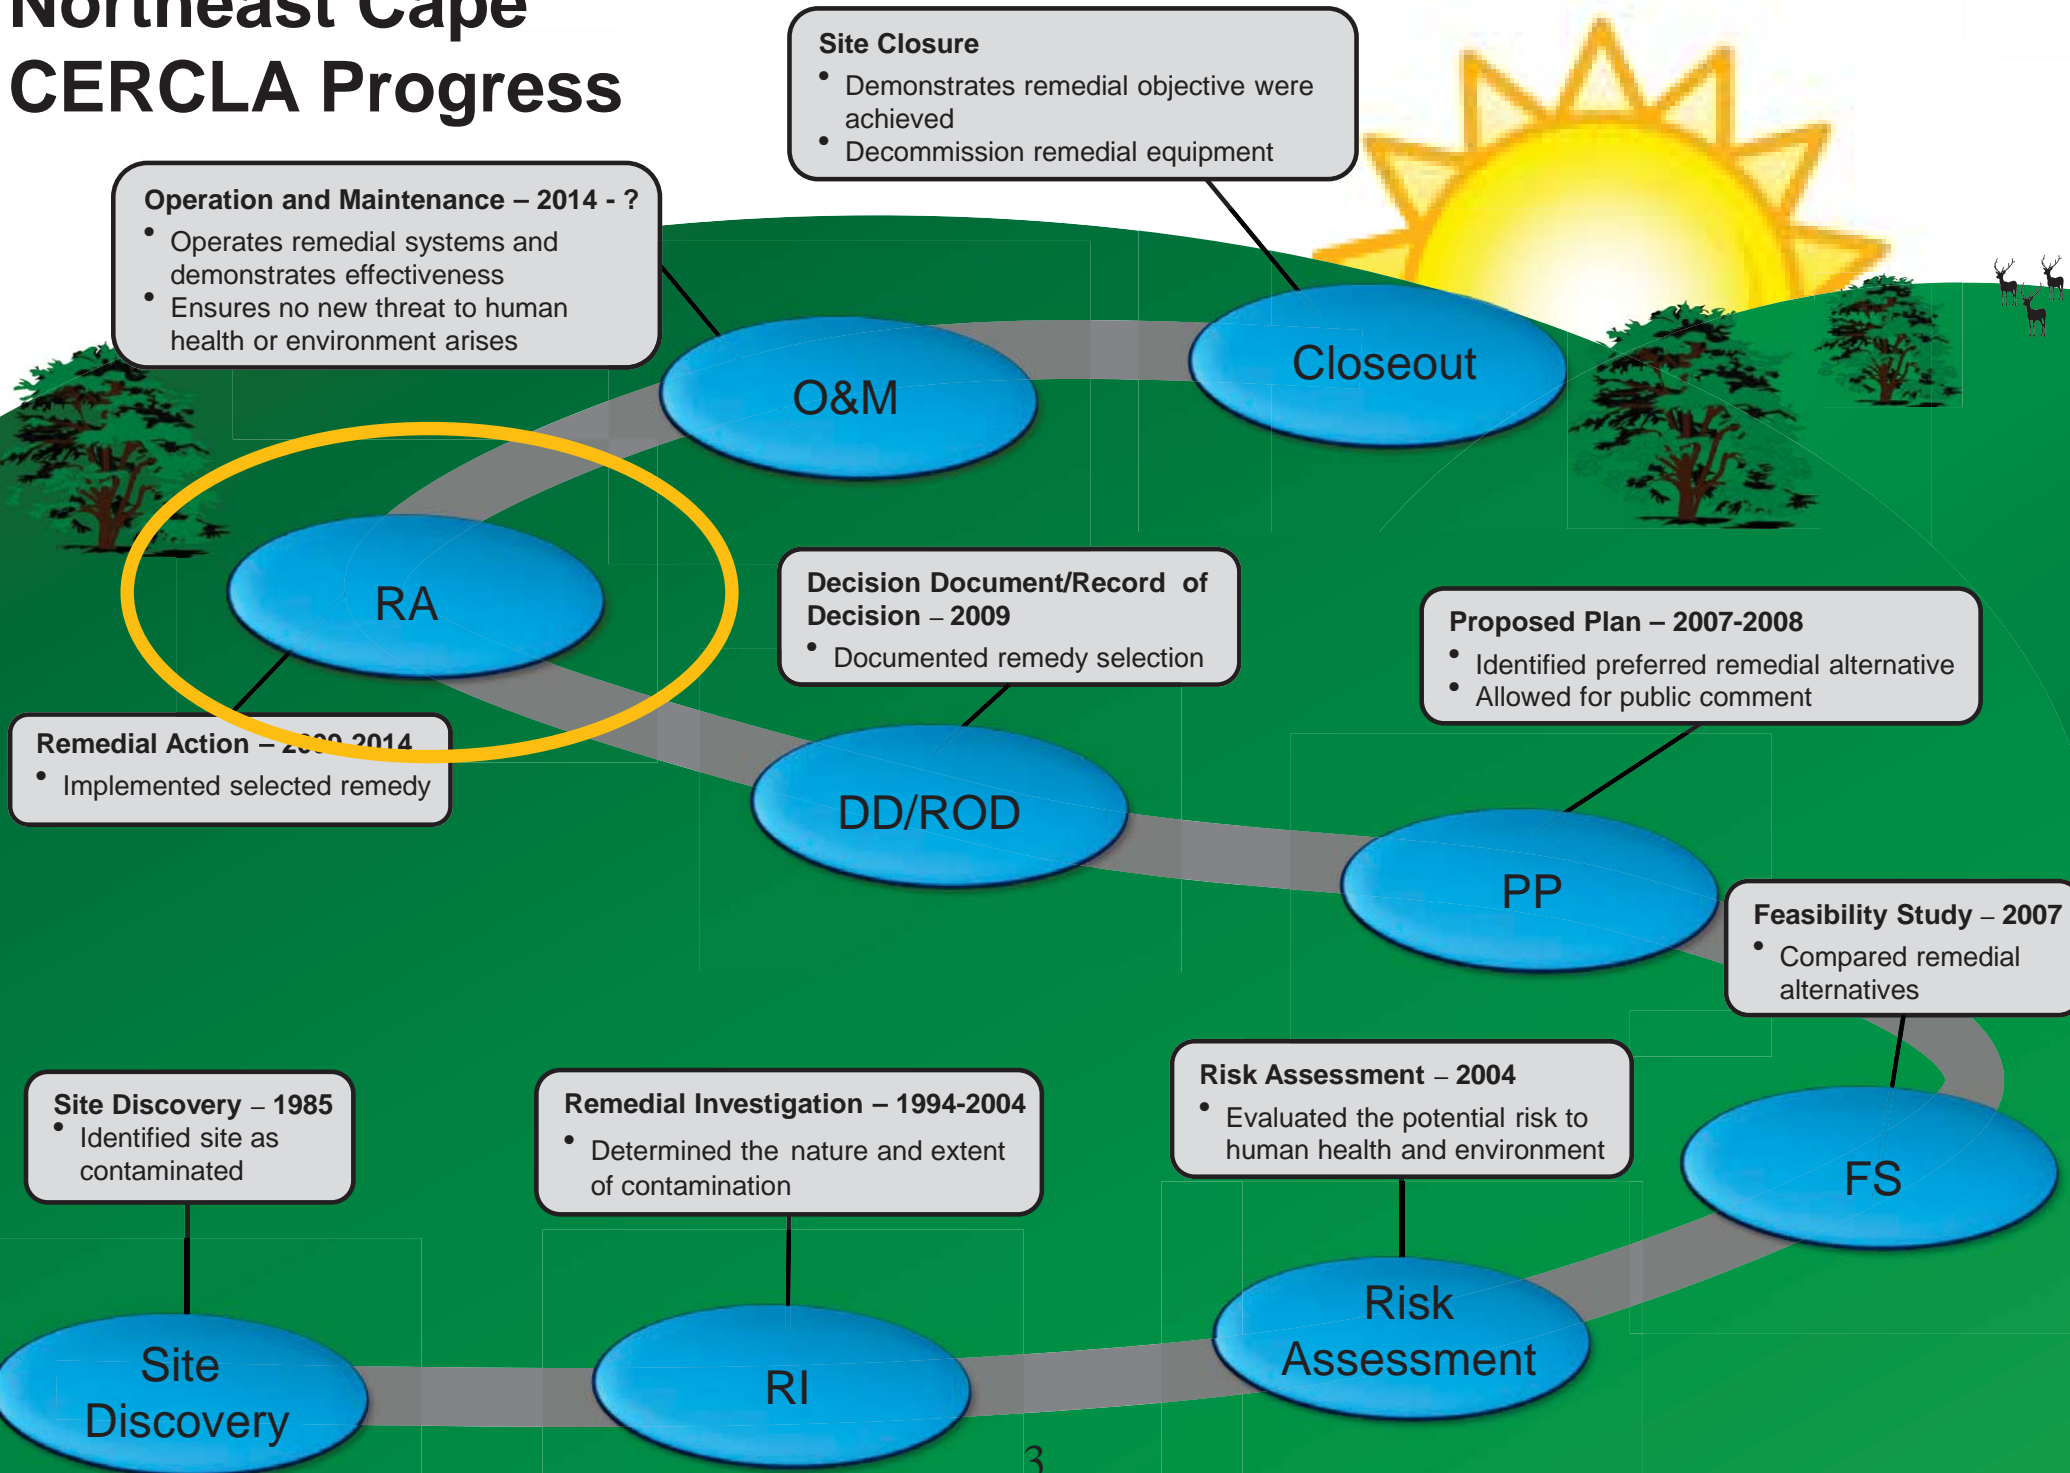 Northeast Cape
CERCLA Progress
Site Closure
• Demonstrates remedial objective were
achieved
• Decommission remedial equipment
Operation and Maintenance – 2014 - ?
• Operates remedial systems and
demonstrates effectiveness
• Ensures no new threat to human
health or environment arises
O&M
Closeout
RA
Remedial Action – 2009-2014
• Implemented selected remedy
Decision Document/Record of
Decision – 2009
• Documented remedy selection
DD/ROD
Proposed Plan – 2007-2008
• Identified preferred remedial alternative
• Allowed for public comment
PP
Feasibility Study – 2007
• Compared remedial
alternatives
FS
Site Discovery – 1985
• Identified site as
contaminated
Site
Discovery
Remedial Investigation – 1994-2004
• Determined the nature and extent
of contamination
RI
Risk Assessment – 2004
• Evaluated the potential risk to
human health and environment
Risk
Assessment
3